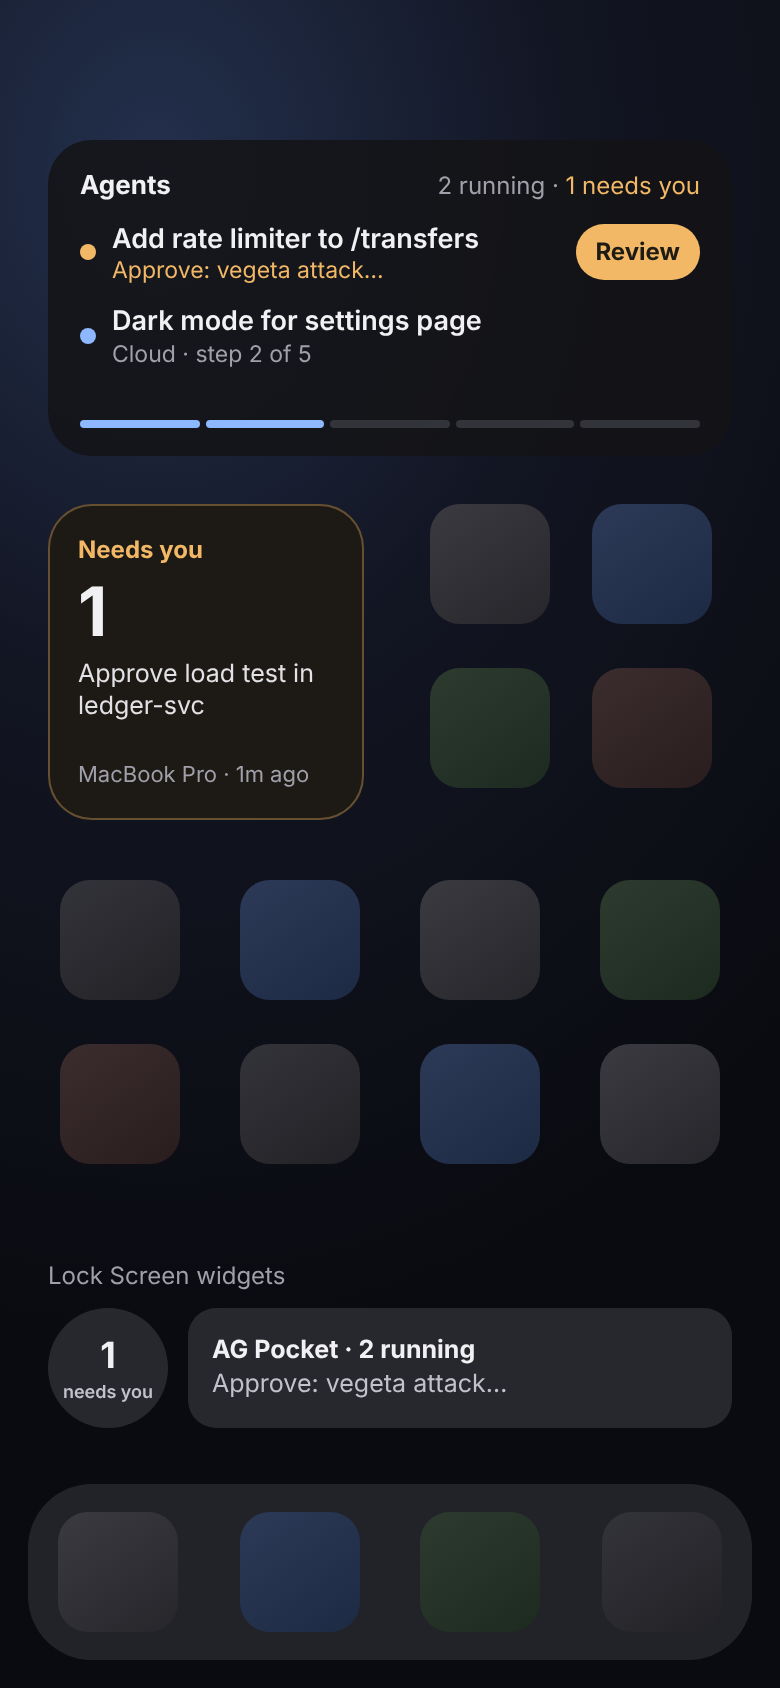 Agents
2 running · 1 needs you
Add rate limiter to /transfers
Approve: vegeta attack...
Review
Dark mode for settings page
Cloud · step 2 of 5
Needs you
1
Approve load test in
ledger-svc
MacBook Pro · 1m ago
Lock Screen widgets
1
needs you
AG Pocket · 2 running
Approve: vegeta attack...